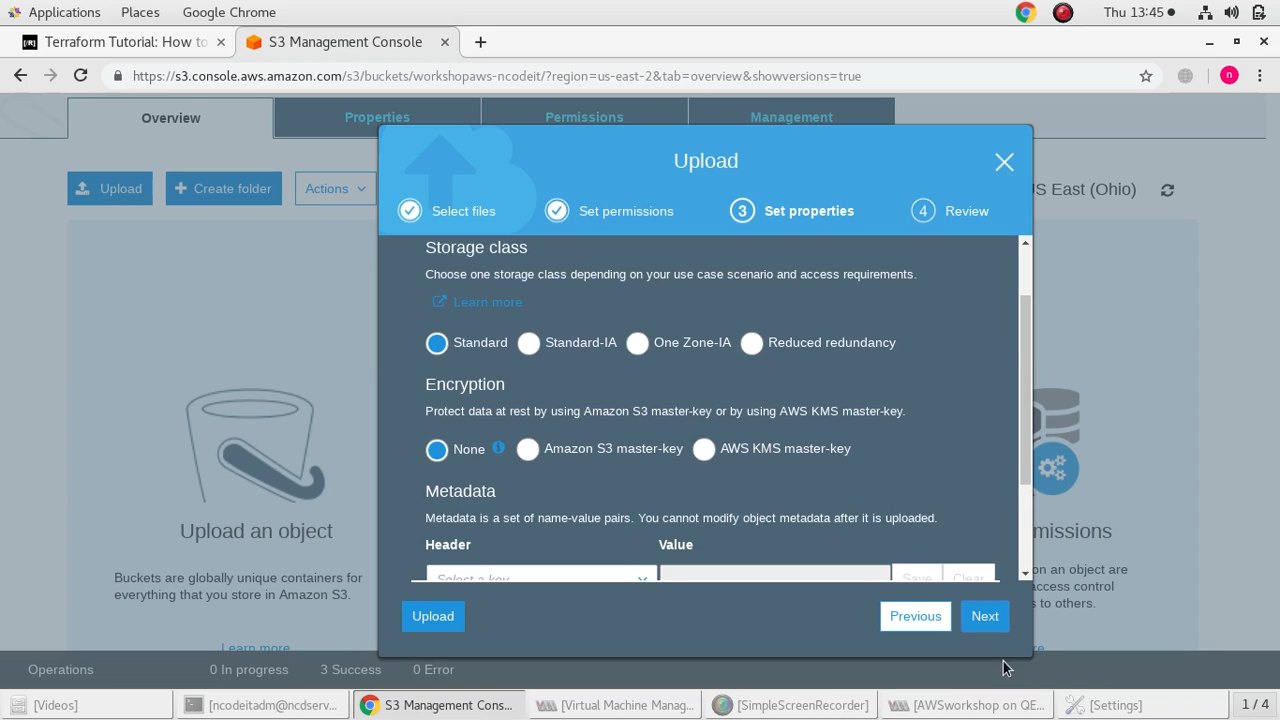 Applications Places Google Chrome Thu 13:45
[/R] Terraform Tutorial: How to S3 Management Console
https://s3.console.aws.amazon.com/s3/buckets/workshopaws-ncodeit/?region=us-east-2&tab=overview&showversions=true n
Overview Properties Permissions Management
Upload
Upload Create folder Actions US East (Ohio)
Select files Set permissions 3 Set properties 4 Review
Storage class
Choose one storage class depending on your use case scenario and access requirements.
Learn more
Standard Standard-IA One Zone-IA Reduced redundancy
Encryption
Protect data at rest by using Amazon S3 master-key or by using AWS KMS master-key.
None Amazon S3 master-key AWS KMS master-key
Metadata
Metadata is a set of name-value pairs. You cannot modify object metadata after it is uploaded.
Header Value
Select a key Save Clear
Upload Previous Next
Upload an object
Buckets are globally unique containers for
everything that you store in Amazon S3.
Learn more
missions
on an object are
access control
s to others.
re
Operations 0 In progress 3 Success 0 Error
[Videos] [ncodeitadm@ncdserv... S3 Management Cons... [Virtual Machine Manag... [SimpleScreenRecorder] [AWSworkshop on QE... [Settings] 1 / 4